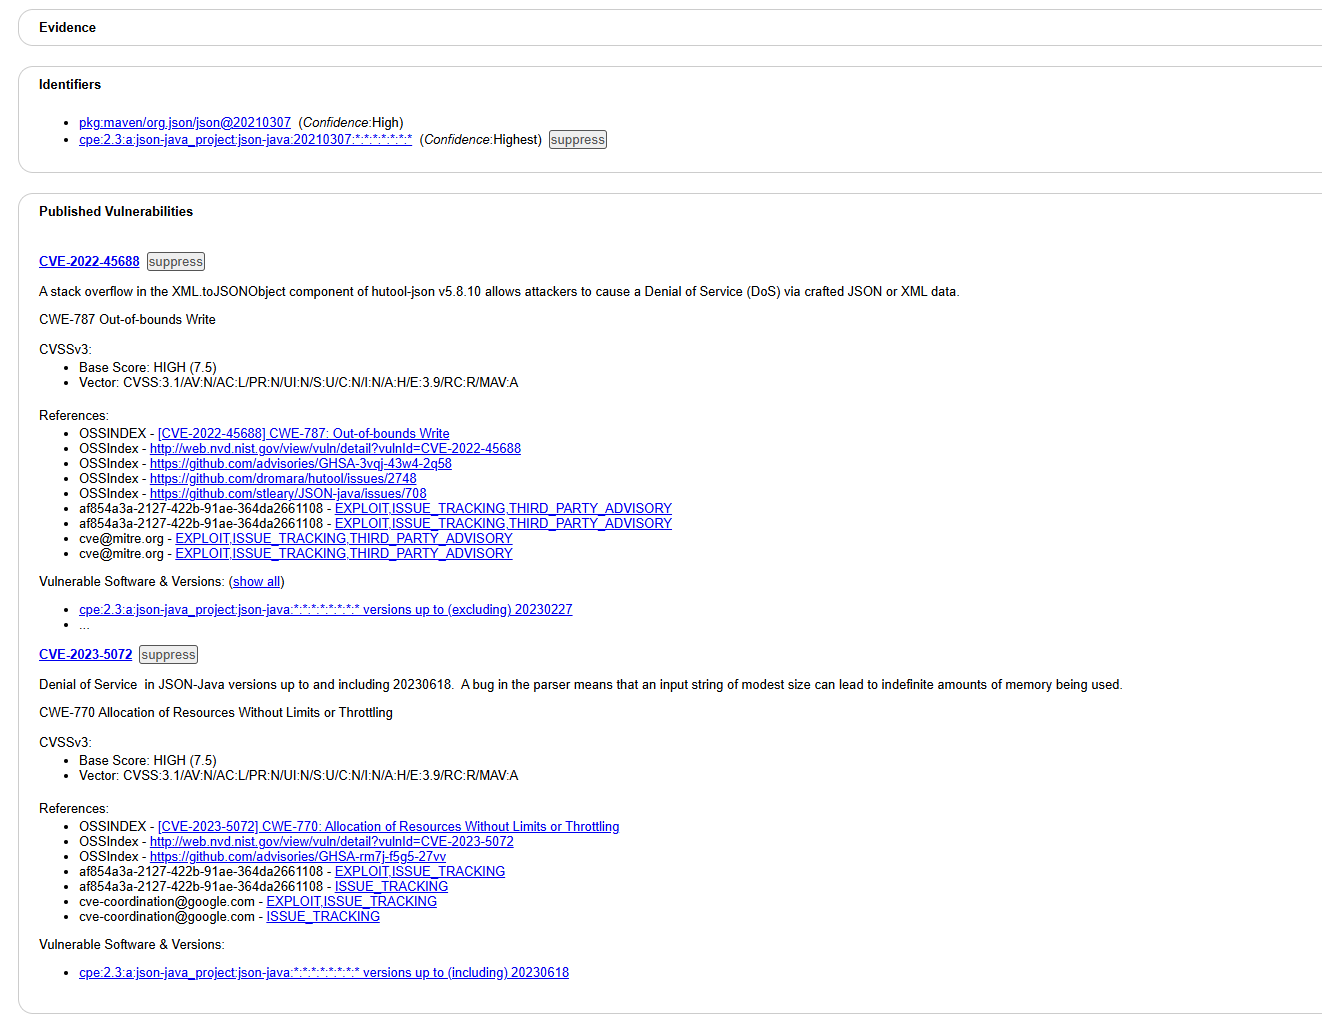 Evidence
Identifiers
pkg:maven/org.json/json@20210307 (Confidence:High)
cpe:2.3:a:json-java_project:json-java:20210307:*:*:*:*:*:*:* (Confidence:Highest) suppress
Published Vulnerabilities
CVE-2022-45688 suppress
A stack overflow in the XML.toJSONObject component of hutool-json v5.8.10 allows attackers to cause a Denial of Service (DoS) via crafted JSON or XML data.
CWE-787 Out-of-bounds Write
CVSSv3:
Base Score: HIGH (7.5)
Vector: CVSS:3.1/AV:N/AC:L/PR:N/UI:N/S:U/C:N/I:N/A:H/E:3.9/RC:R/MAV:A
References:
OSSINDEX - [CVE-2022-45688] CWE-787: Out-of-bounds Write
OSSIndex - http://web.nvd.nist.gov/view/vuln/detail?vulnId=CVE-2022-45688
OSSIndex - https://github.com/advisories/GHSA-3vqj-43w4-2q58
OSSIndex - https://github.com/dromara/hutool/issues/2748
OSSIndex - https://github.com/stleary/JSON-java/issues/708
af854a3a-2127-422b-91ae-364da2661108 - EXPLOIT,ISSUE_TRACKING,THIRD_PARTY_ADVISORY
af854a3a-2127-422b-91ae-364da2661108 - EXPLOIT,ISSUE_TRACKING,THIRD_PARTY_ADVISORY
cve@mitre.org - EXPLOIT,ISSUE_TRACKING,THIRD_PARTY_ADVISORY
cve@mitre.org - EXPLOIT,ISSUE_TRACKING,THIRD_PARTY_ADVISORY
Vulnerable Software & Versions: (show all)
cpe:2.3:a:json-java_project:json-java:*:*:*:*:*:*:*:* versions up to (excluding) 20230227
...
CVE-2023-5072 suppress
Denial of Service in JSON-Java versions up to and including 20230618. A bug in the parser means that an input string of modest size can lead to indefinite amounts of memory being used.
CWE-770 Allocation of Resources Without Limits or Throttling
CVSSv3:
Base Score: HIGH (7.5)
Vector: CVSS:3.1/AV:N/AC:L/PR:N/UI:N/S:U/C:N/I:N/A:H/E:3.9/RC:R/MAV:A
References:
OSSINDEX - [CVE-2023-5072] CWE-770: Allocation of Resources Without Limits or Throttling
OSSIndex - http://web.nvd.nist.gov/view/vuln/detail?vulnId=CVE-2023-5072
OSSIndex - https://github.com/advisories/GHSA-rm7j-f5g5-27vv
af854a3a-2127-422b-91ae-364da2661108 - EXPLOIT,ISSUE_TRACKING
af854a3a-2127-422b-91ae-364da2661108 - ISSUE_TRACKING
cve-coordination@google.com - EXPLOIT,ISSUE_TRACKING
cve-coordination@google.com - ISSUE_TRACKING
Vulnerable Software & Versions:
cpe:2.3:a:json-java_project:json-java:*:*:*:*:*:*:*:* versions up to (including) 20230618